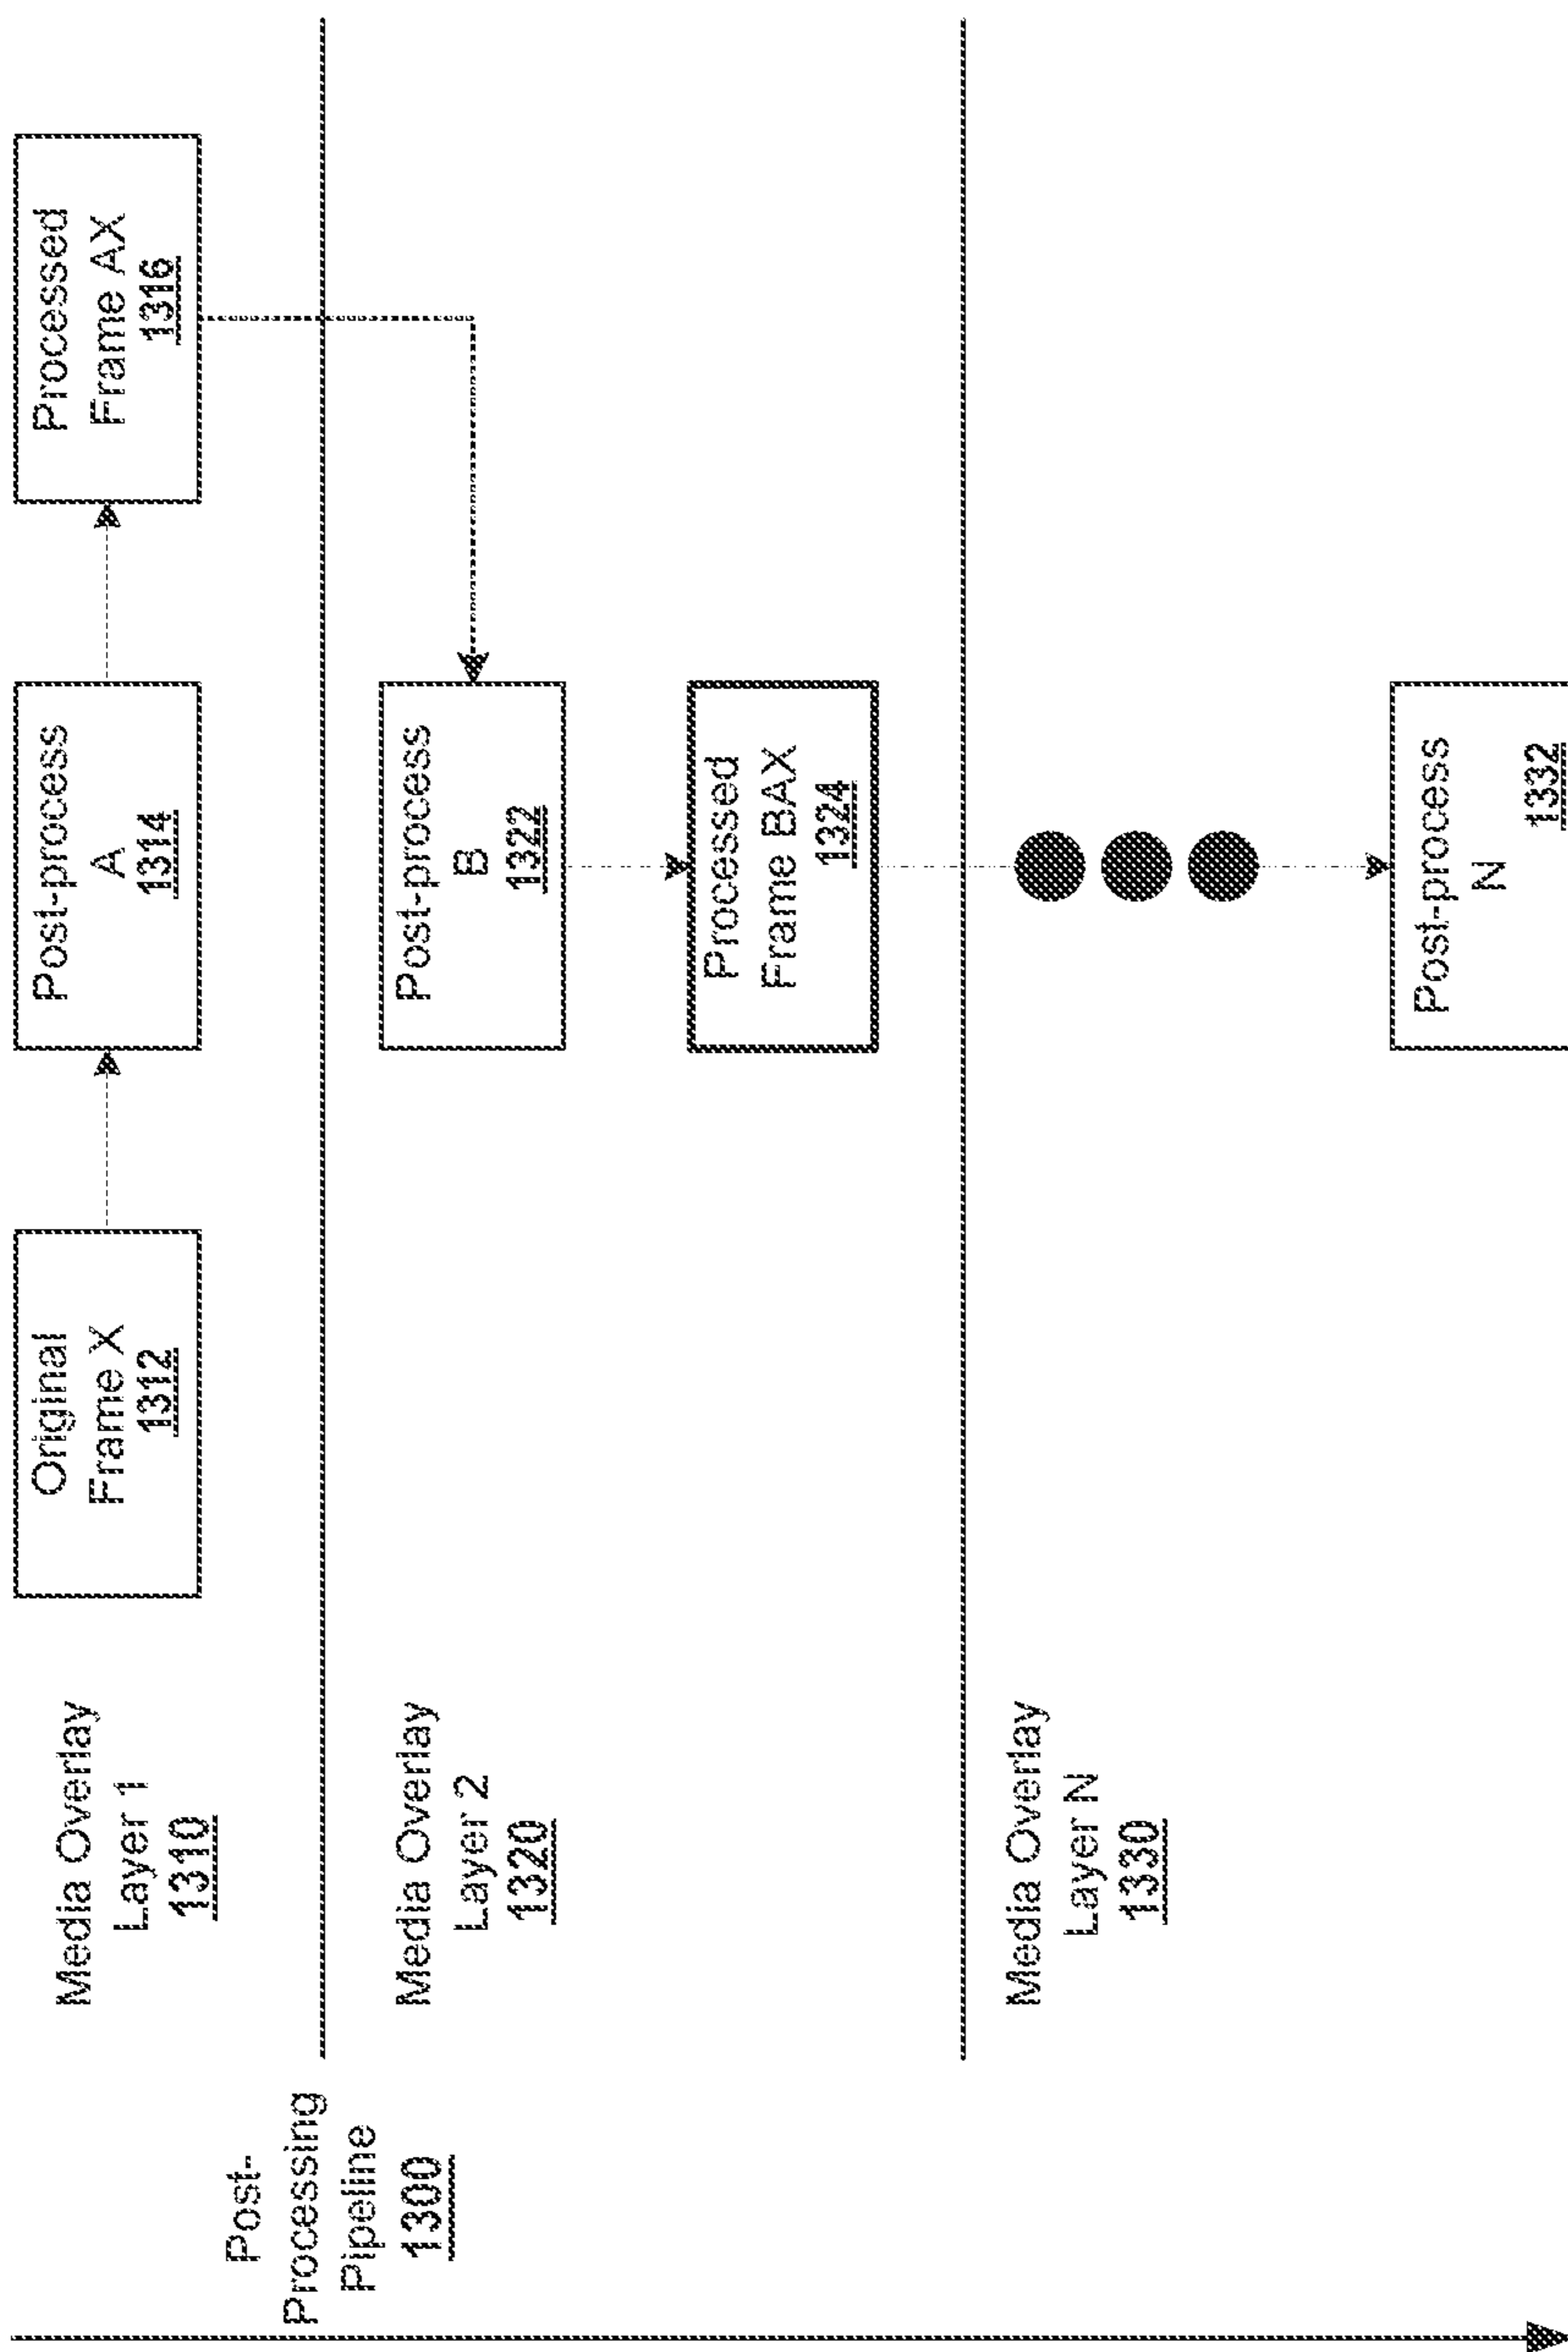 Post-
Processing
Pipeline
1300
Media Overlay
Layer 1
1310
Original
Frame X
1312
Post-process
A
1314
Processed
Frame AX
1316
Media Overlay
Layer 2
1320
Post-process
B
1322
Processed
Frame BAX
1324
Media Overlay
Layer N
1330
Post-process
N
1332